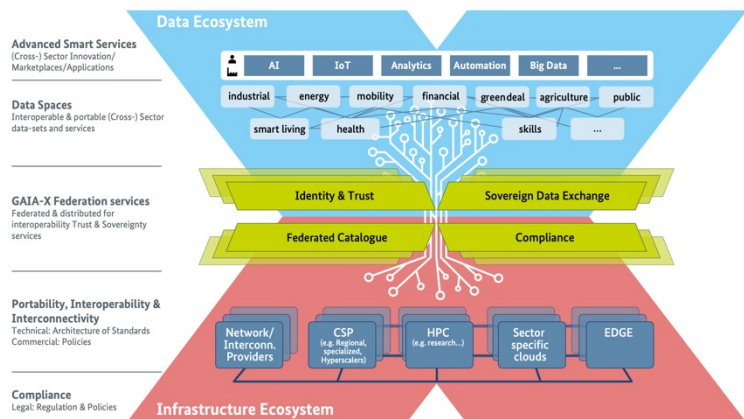 Data Ecosystem
Advanced Smart Services
(Cross-) Sector Innovation/
Marketplaces/Applications
AI
IoT
Analytics
Automation
Big Data
...
Data Spaces
Interoperable & portable (Cross-) Sector
data-sets and services
industrial
energy
mobility
financial
green deal
agriculture
public
smart living
health
skills
...
GAIA-X Federation services
Federated & distributed for
interoperability Trust & Sovereignty
services
Identity & Trust
Sovereign Data Exchange
Federated Catalogue
Compliance
Portability, Interoperability &
Interconnectivity
Technical: Architecture of Standards
Commercial: Policies
Network/
Interconn.
Providers
CSP
(e.g. Regional,
specialized,
Hyperscalers)
HPC
(e.g. research...)
Sector
specific
clouds
EDGE
Compliance
Legal: Regulation & Policies
Infrastructure Ecosystem